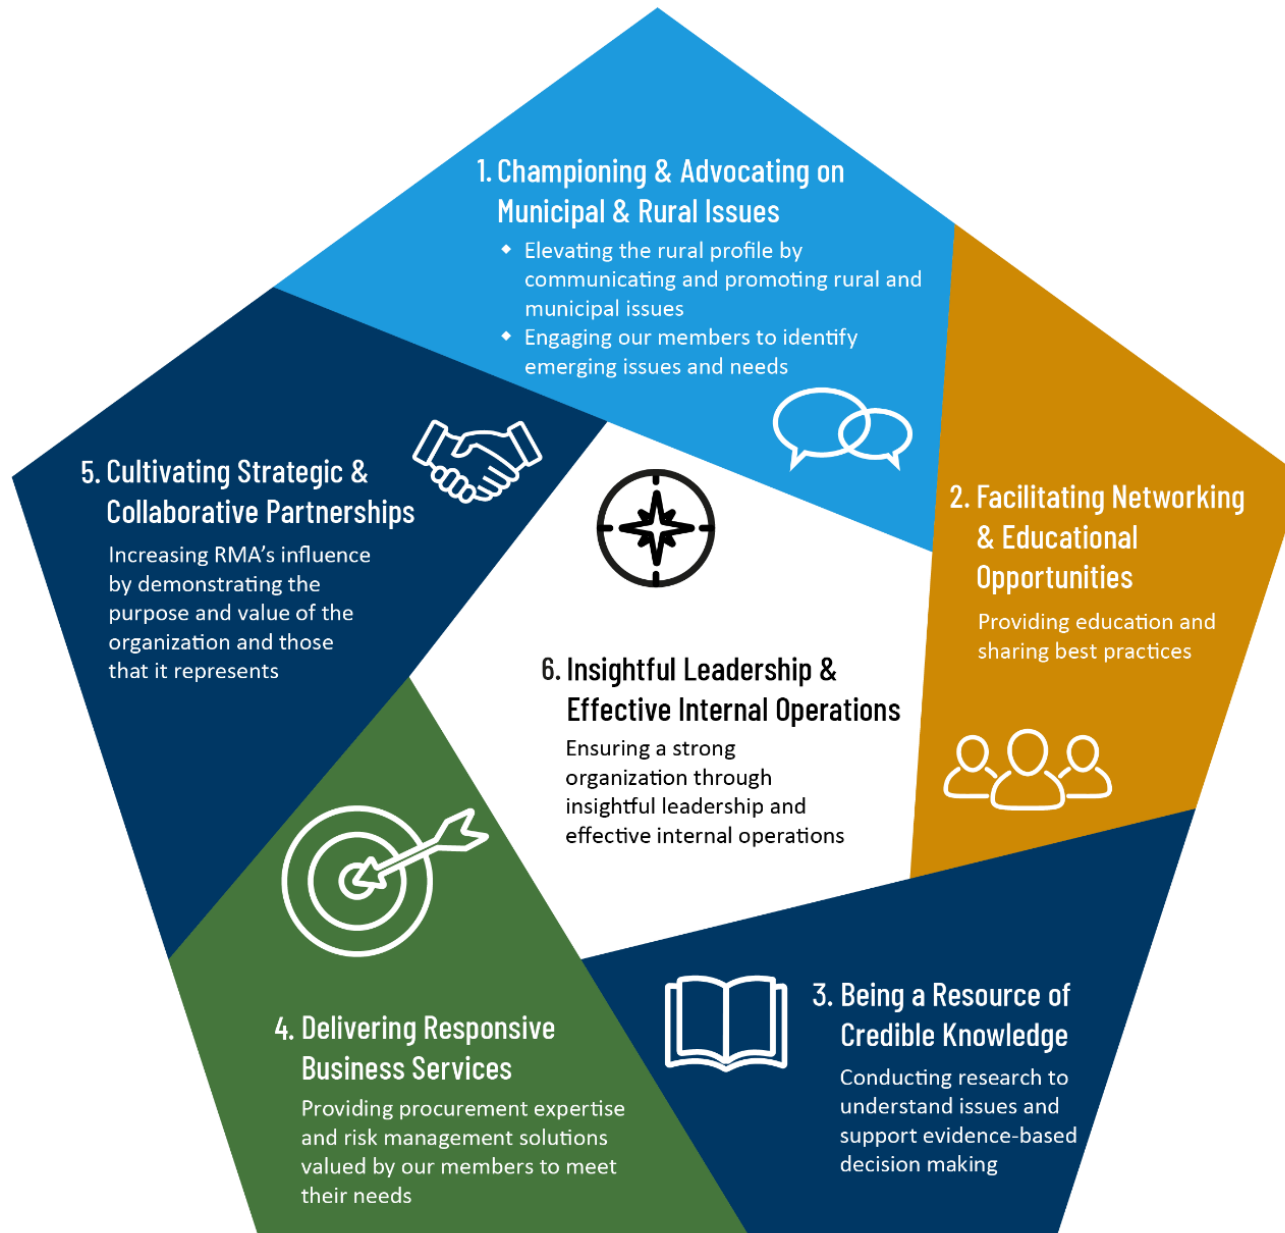 1. Championing & Advocating on
Municipal & Rural Issues
◆ Elevating the rural profile by
communicating and promoting rural and
municipal issues
◆ Engaging our members to identify
emerging issues and needs
2. Facilitating Networking
& Educational
Opportunities
Providing education and
sharing best practices
3. Being a Resource of
Credible Knowledge
Conducting research to
understand issues and
support evidence-based
decision making
4. Delivering Responsive
Business Services
Providing procurement expertise
and risk management solutions
valued by our members to meet
their needs
5. Cultivating Strategic &
Collaborative Partnerships
Increasing RMA’s influence
by demonstrating the
purpose and value of the
organization and those
that it represents
6. Insightful Leadership &
Effective Internal Operations
Ensuring a strong
organization through
insightful leadership and
effective internal operations